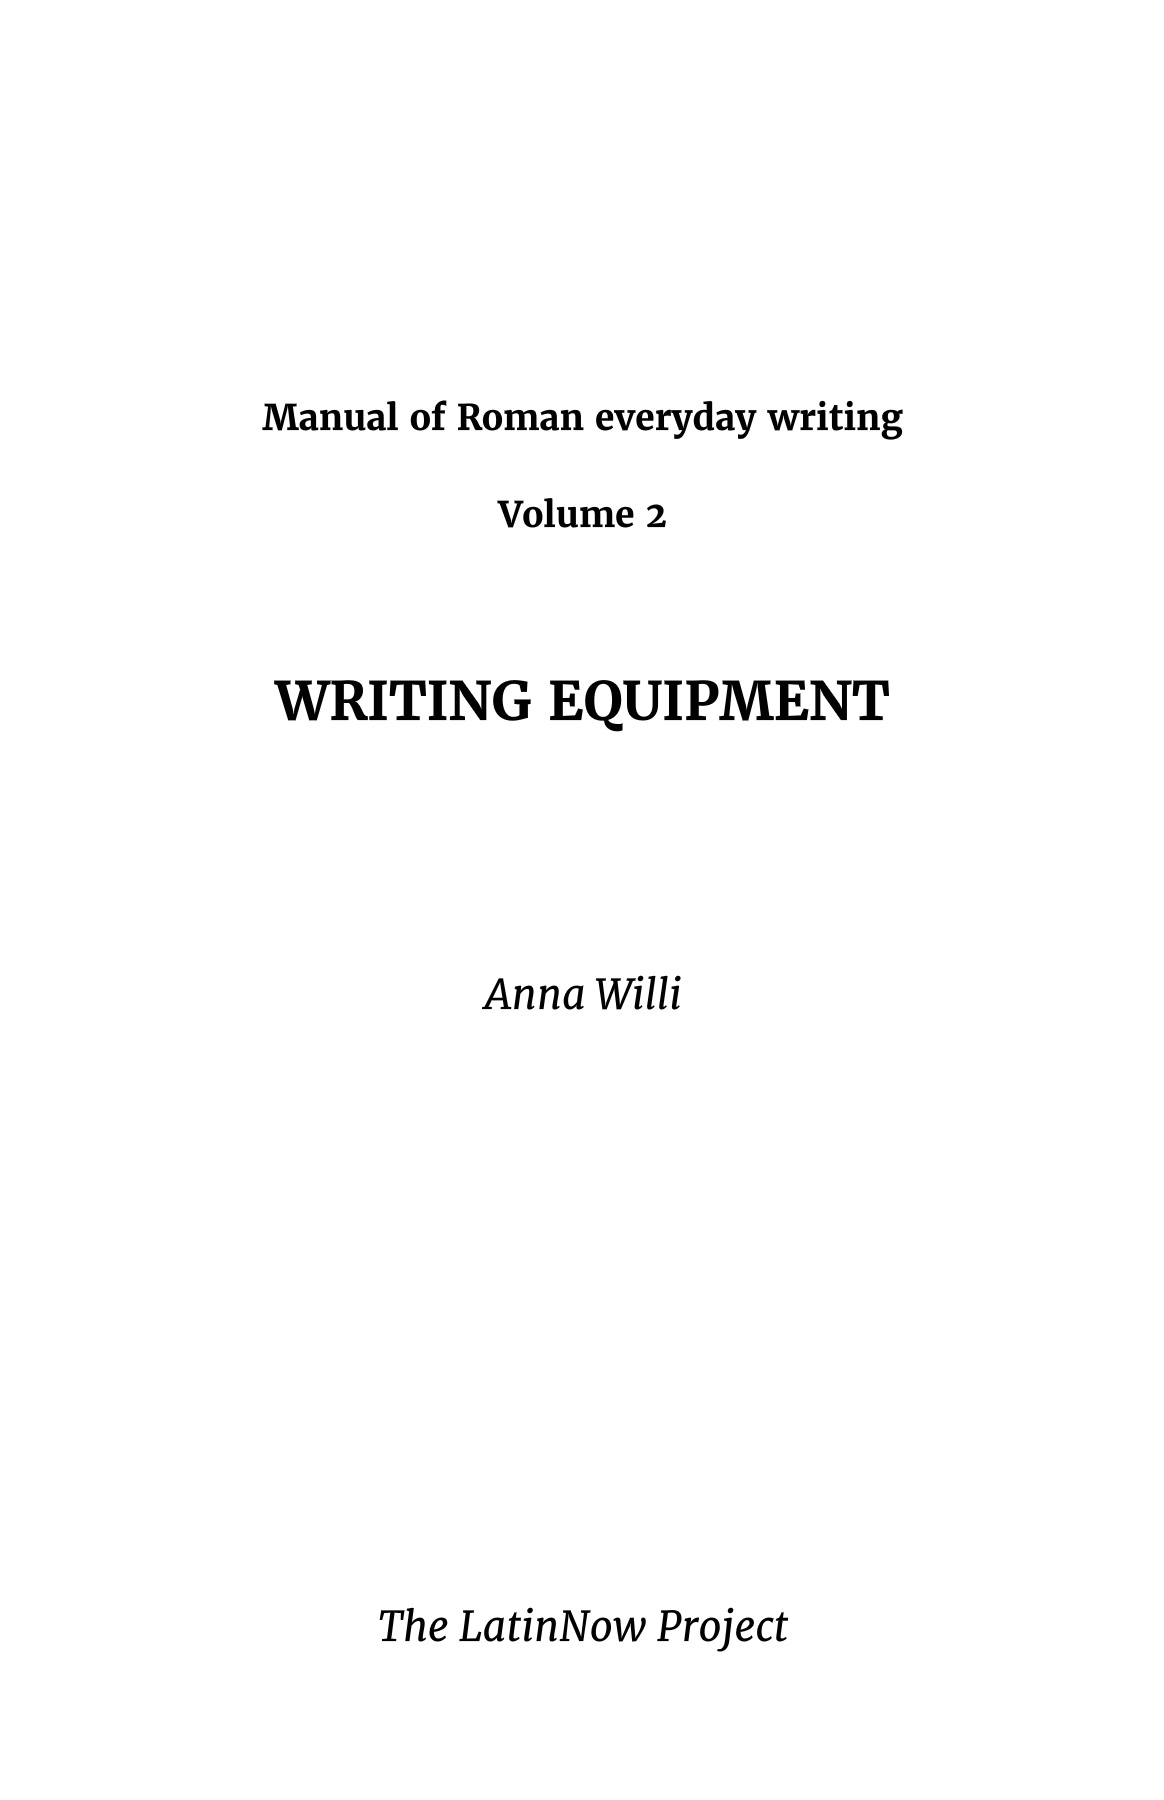 Manual of Roman everyday writing
Volume 2
WRITING EQUIPMENT
Anna Willi
The LatinNow Project